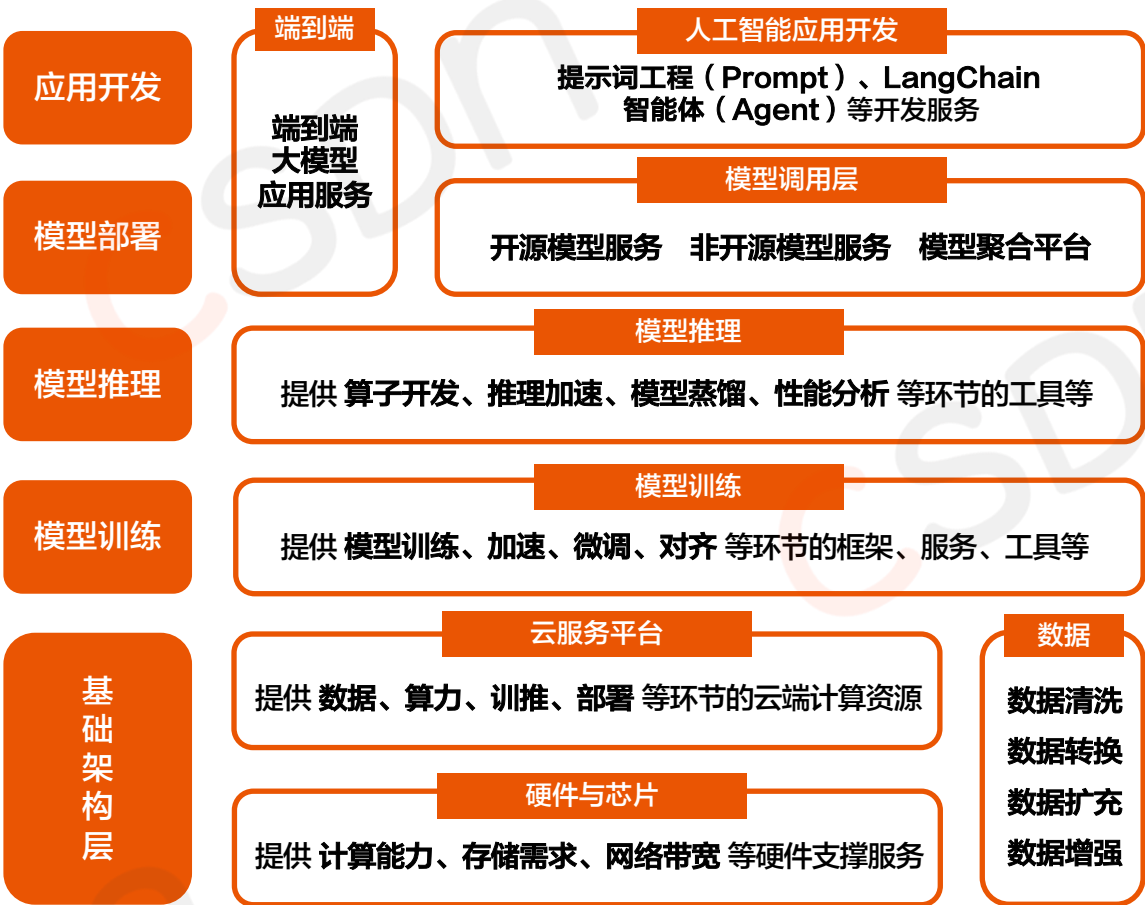 应用开发
端到端
端到端
大模型
应用服务
人工智能应用开发
提示词工程（Prompt）、LangChain
智能体（Agent）等开发服务
模型部署
模型调用层
开源模型服务 非开源模型服务 模型聚合平台
模型推理
模型推理
提供 算子开发、推理加速、模型蒸馏、性能分析 等环节的工具等
模型训练
模型训练
提供 模型训练、加速、微调、对齐 等环节的框架、服务、工具等
基
础
架
构
层
云服务平台
提供 数据、算力、训推、部署 等环节的云端计算资源
硬件与芯片
提供 计算能力、存储需求、网络带宽 等硬件支撑服务
数据
数据清洗
数据转换
数据扩充
数据增强
CSDN
CSDN